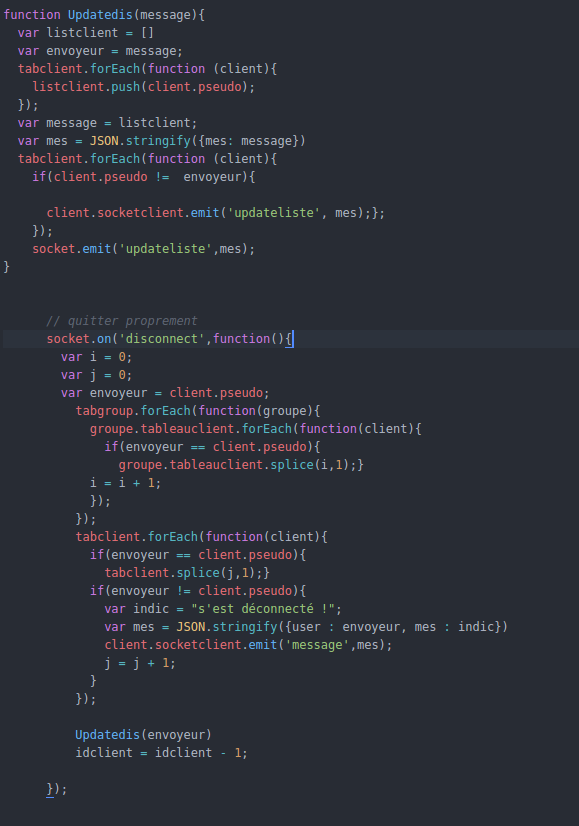 function Updatedis(message){
  var listclient = []
  var envoyeur = message;
  tabclient.forEach(function (client){
    listclient.push(client.pseudo);
  });
  var message = listclient;
  var mes = JSON.stringify({mes: message})
  tabclient.forEach(function (client){
    if(client.pseudo !=  envoyeur){
      client.socketclient.emit('updateliste', mes);};
    });
    socket.emit('updateliste',mes);
}
      // quitter proprement
      socket.on('disconnect',function(){
        var i = 0;
        var j = 0;
        var envoyeur = client.pseudo;
          tabgroup.forEach(function(groupe){
            groupe.tableauclient.forEach(function(client){
              if(envoyeur == client.pseudo){
                groupe.tableauclient.splice(i,1);}
            i = i + 1;
            });
          });
          tabclient.forEach(function(client){
            if(envoyeur == client.pseudo){
              tabclient.splice(j,1);}
            if(envoyeur != client.pseudo){
              var indic = "s'est déconnecté !";
              var mes = JSON.stringify({user : envoyeur, mes : indic})
              client.socketclient.emit('message',mes);
              j = j + 1;
            }
          });
          Updatedis(envoyeur)
          idclient = idclient - 1;
      });